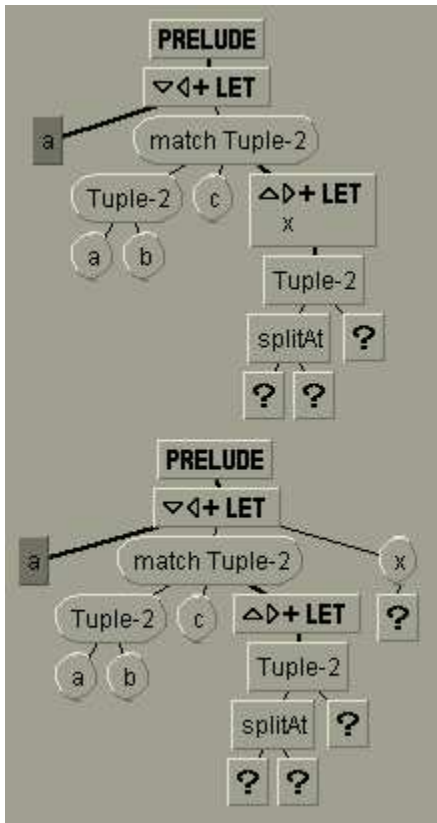 PRELUDE
▽◁+ LET
a
match Tuple-2
Tuple-2
c
△▷+ LET
x
a
b
Tuple-2
splitAt
?
?
?
PRELUDE
▽◁+ LET
a
match Tuple-2
x
Tuple-2
c
△▷+ LET
?
a
b
Tuple-2
splitAt
?
?
?